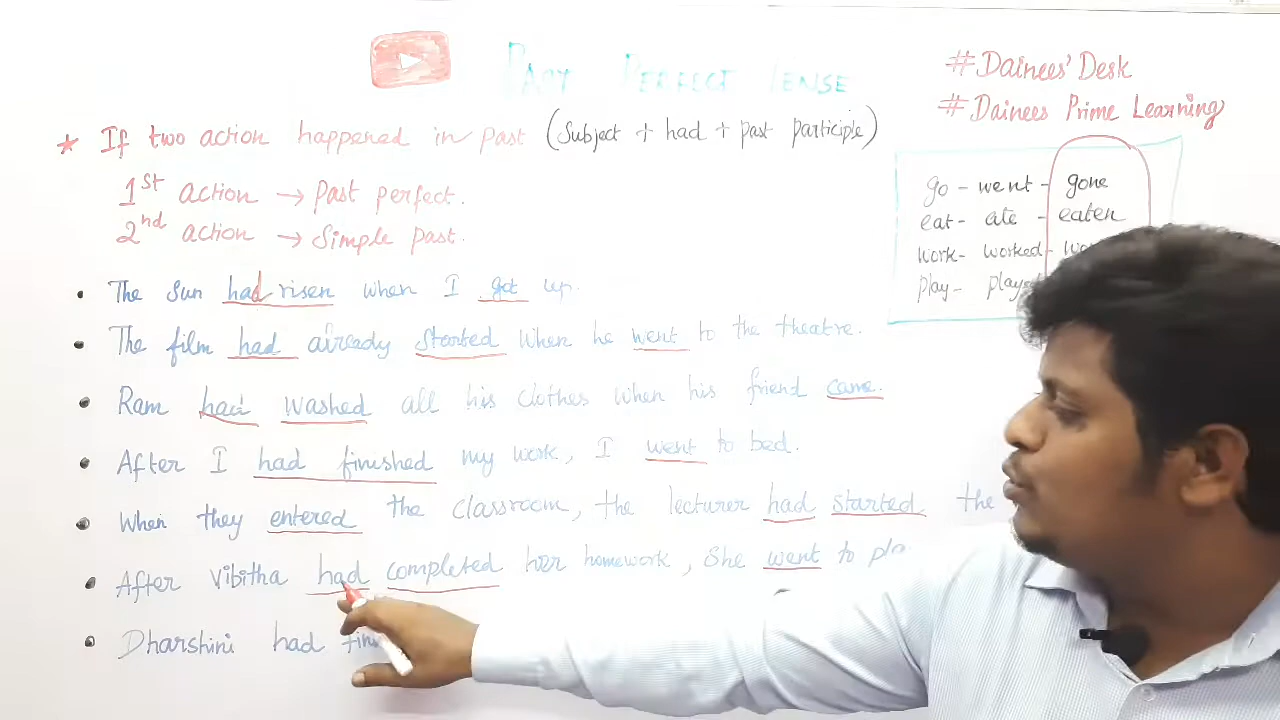 PAST PERFECT TENSE
#Dainees' Desk
#Dainees Prime Learning
★ If two action happened in past (Subject + had + past participle)
1st action → Past perfect.
2nd action → Simple past.
go - went - gone
eat - ate - eaten
work - worked -
play -
• The Sun had risen when I got up.
• The film had already started when he went to the theatre.
• Ram had washed all his clothes when his friend came.
• After I had finished my work, I went to bed.
• When they entered the classroom, the lecturer had started the
• After Vibitha had completed her homework, She went to
• Dharshini had